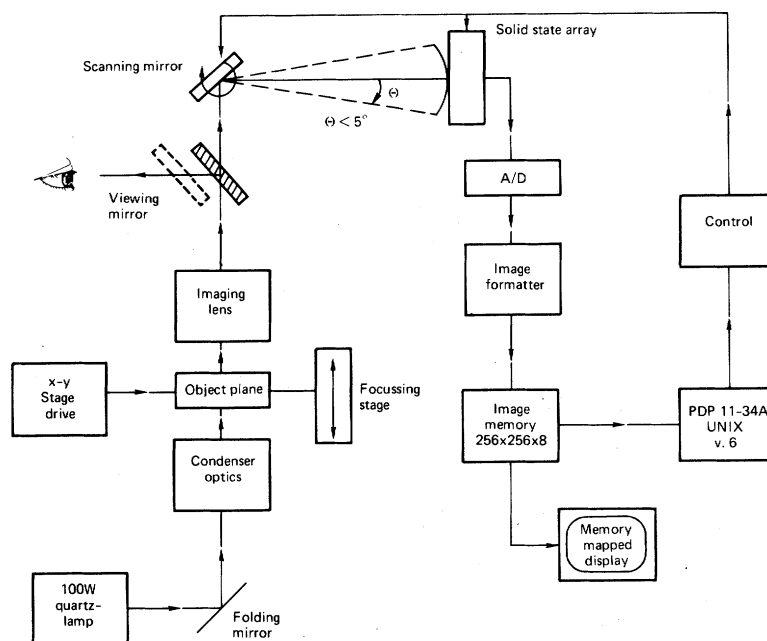 Solid state array
Scanning mirror
Θ
Θ < 5°
A/D
Viewing
mirror
Control
Image
formatter
Imaging
lens
x-y
Stage
drive
Object plane
Focussing
stage
Image
memory
256x256x8
PDP 11-34A
UNIX
v. 6
Condenser
optics
Memory
mapped
display
100W
quartz-
lamp
Folding
mirror